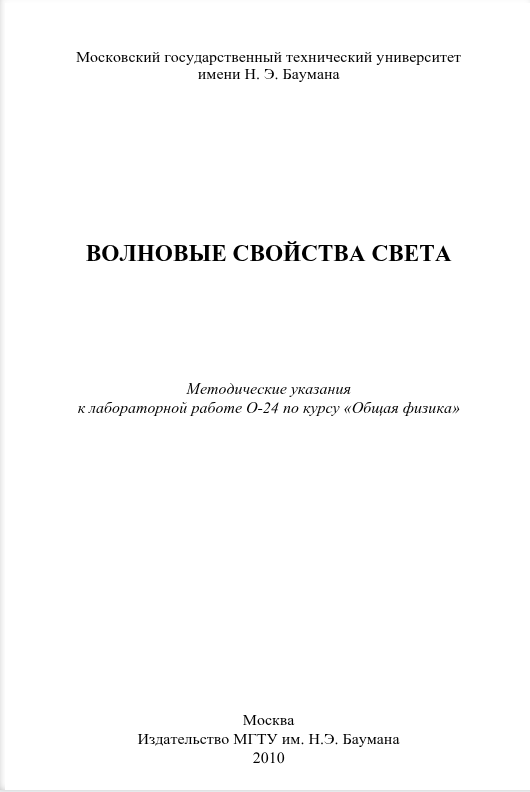 Московский государственный технический университет
имени Н. Э. Баумана
ВОЛНОВЫЕ СВОЙСТВА СВЕТА
Методические указания
к лабораторной работе О-24 по курсу «Общая физика»
Москва
Издательство МГТУ им. Н.Э. Баумана
2010